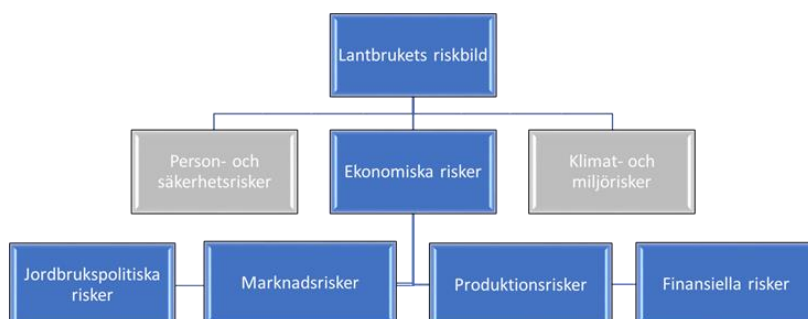 Lantbrukets riskbild
Person- och
säkerhetsrisker
Ekonomiska risker
Klimat- och
miljörisker
Jordbrukspolitiska
risker
Marknadsrisker
Produktionsrisker
Finansiella risker